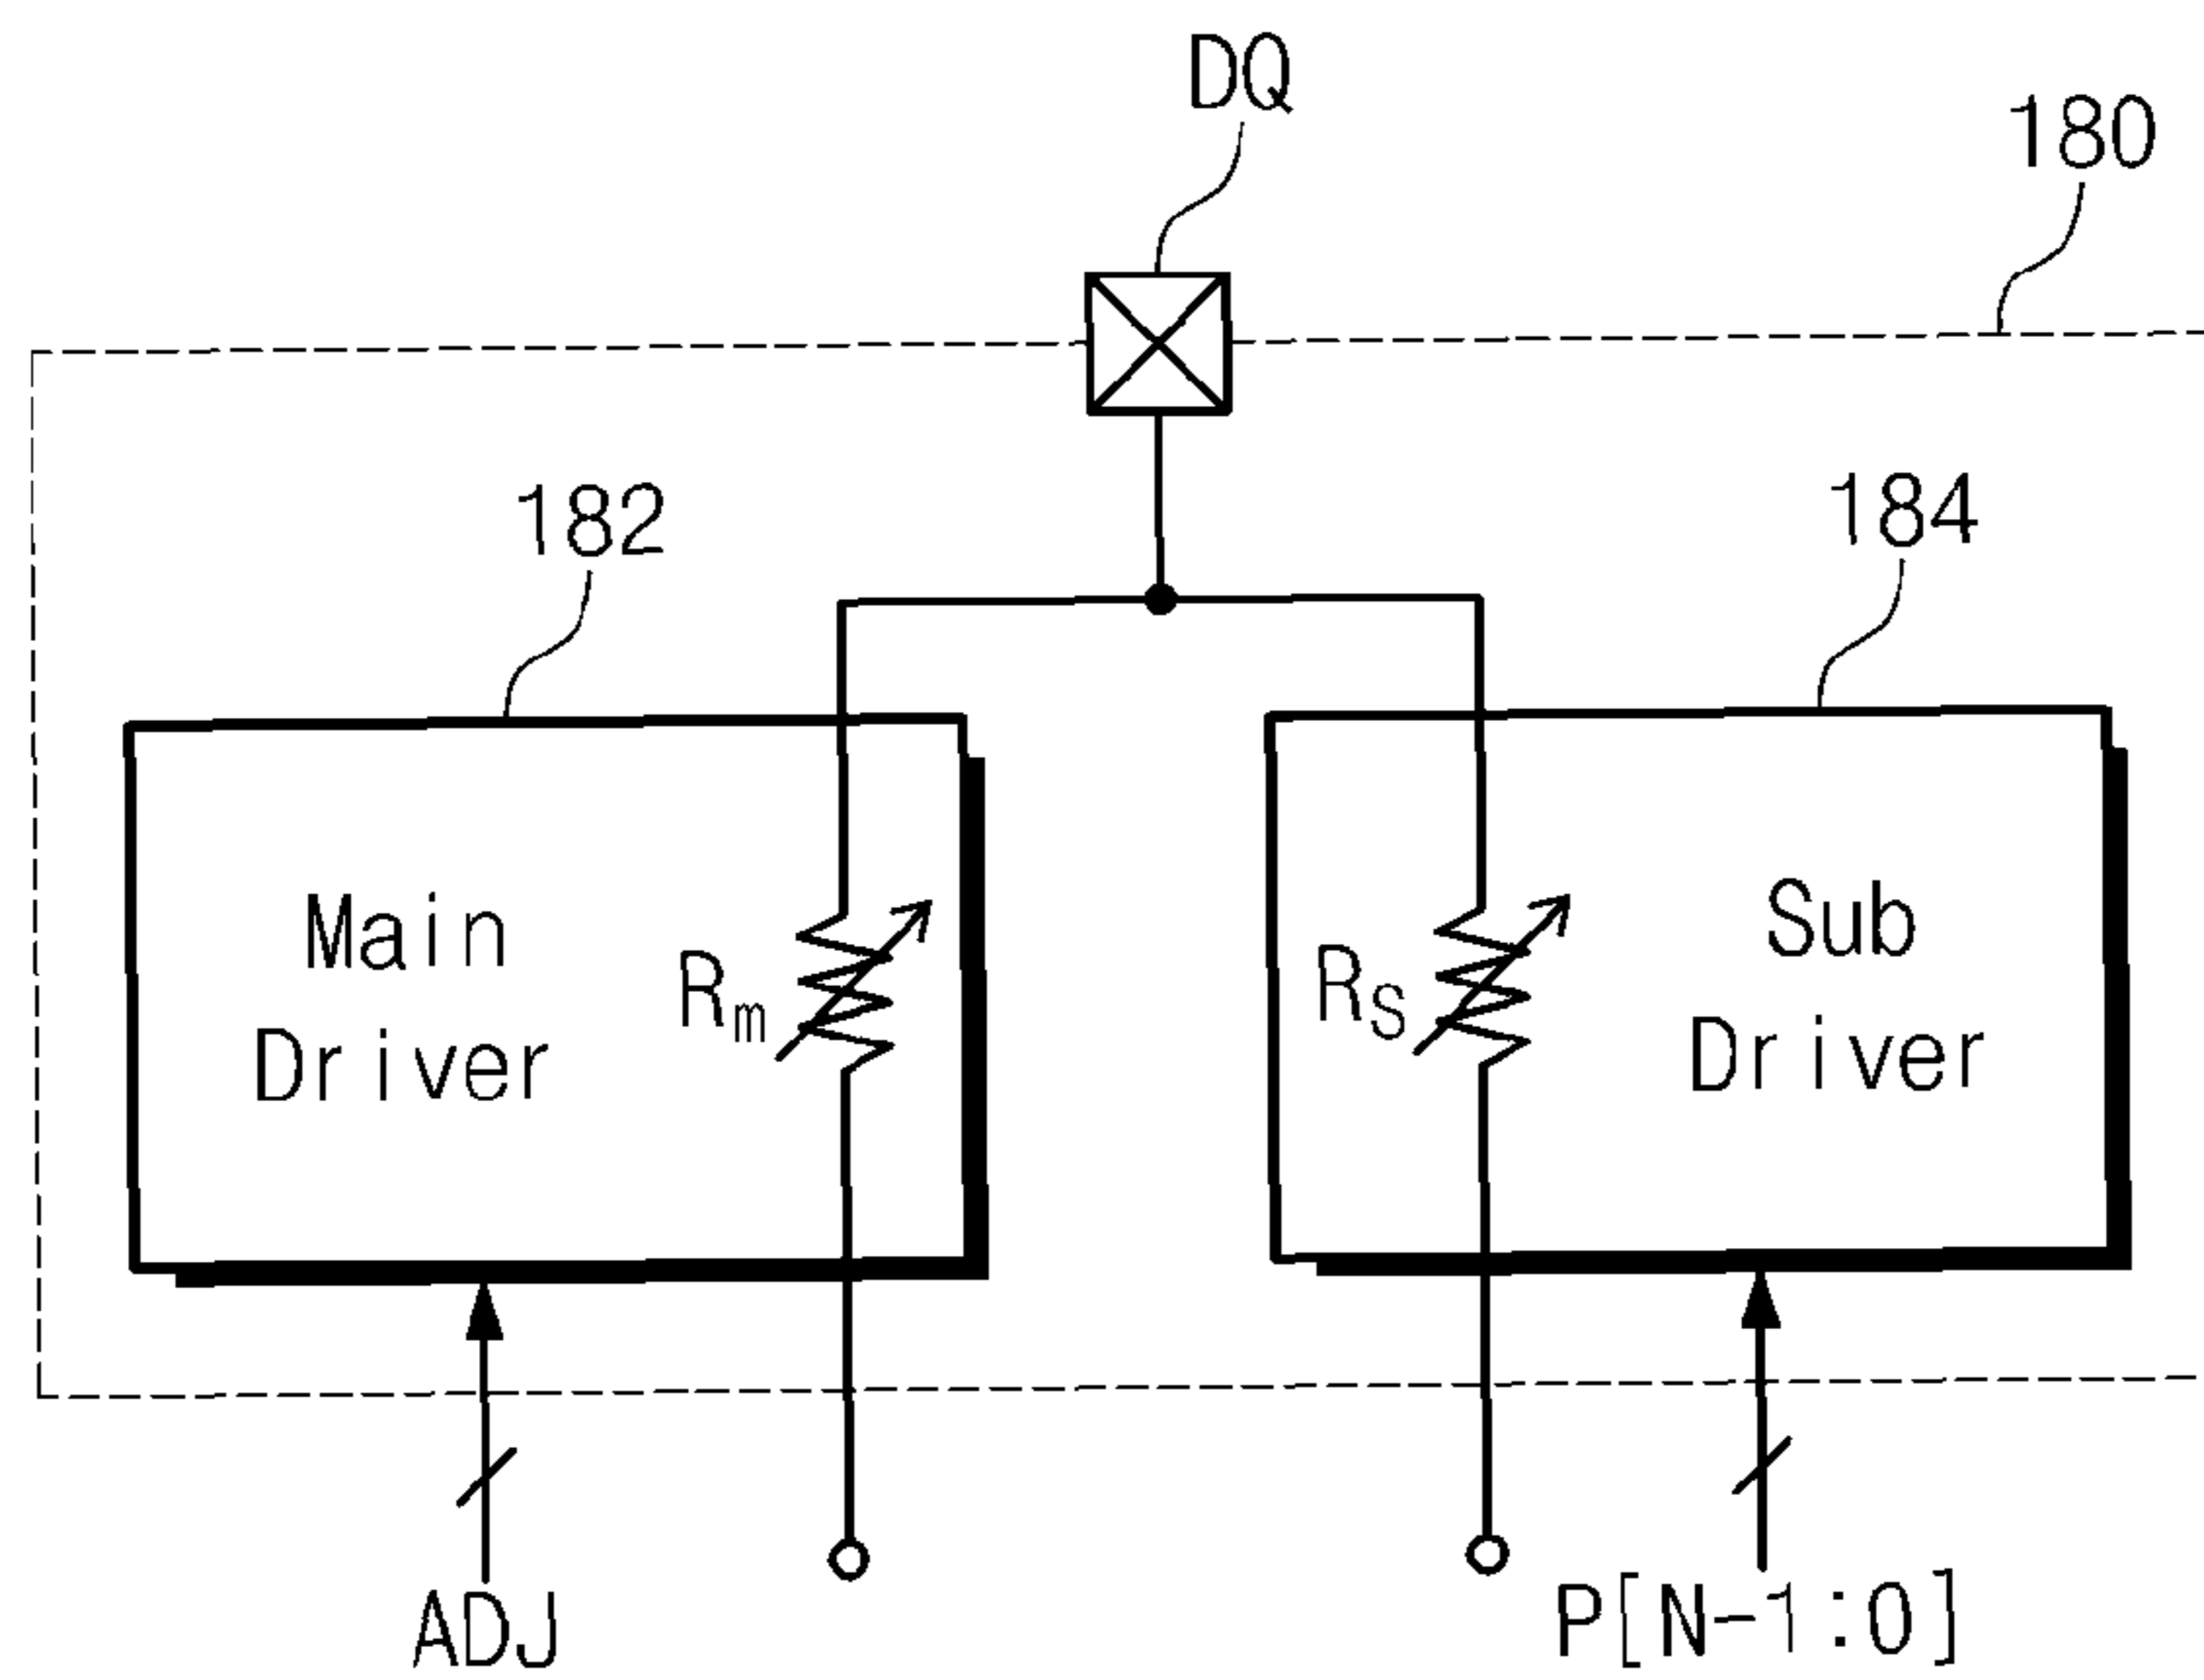 DQ
180
182
184
Main
Driver
Rm
RS
Sub
Driver
ADJ
P[N-1:0]